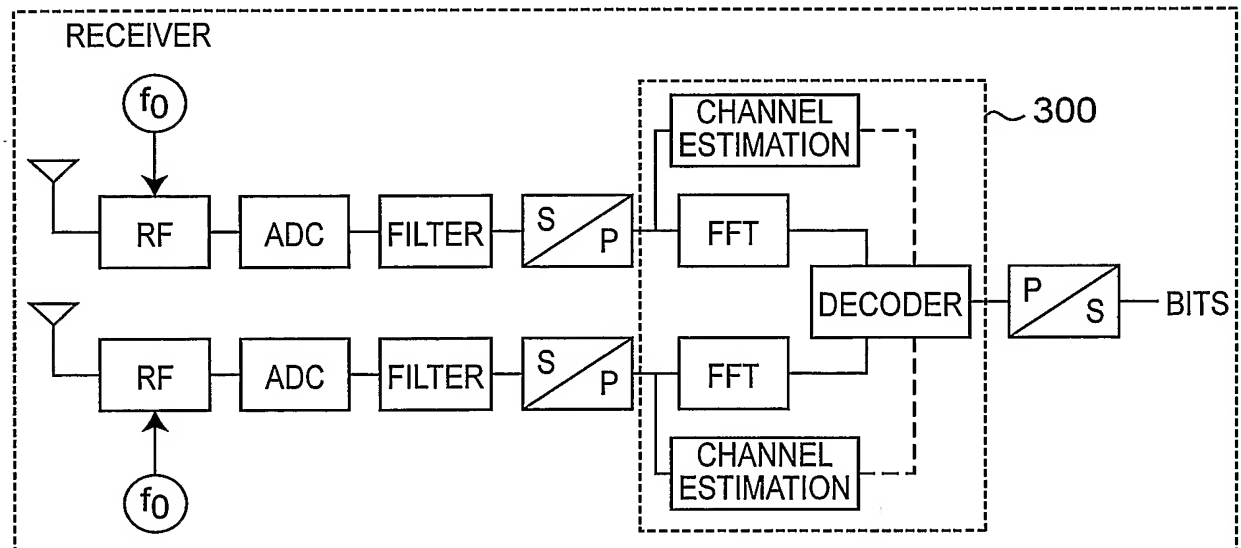 RECEIVER
f0
CHANNEL
ESTIMATION
300
RF
ADC
FILTER
S
P
FFT
DECODER
P
S
BITS
RF
ADC
FILTER
S
P
FFT
CHANNEL
ESTIMATION
f0